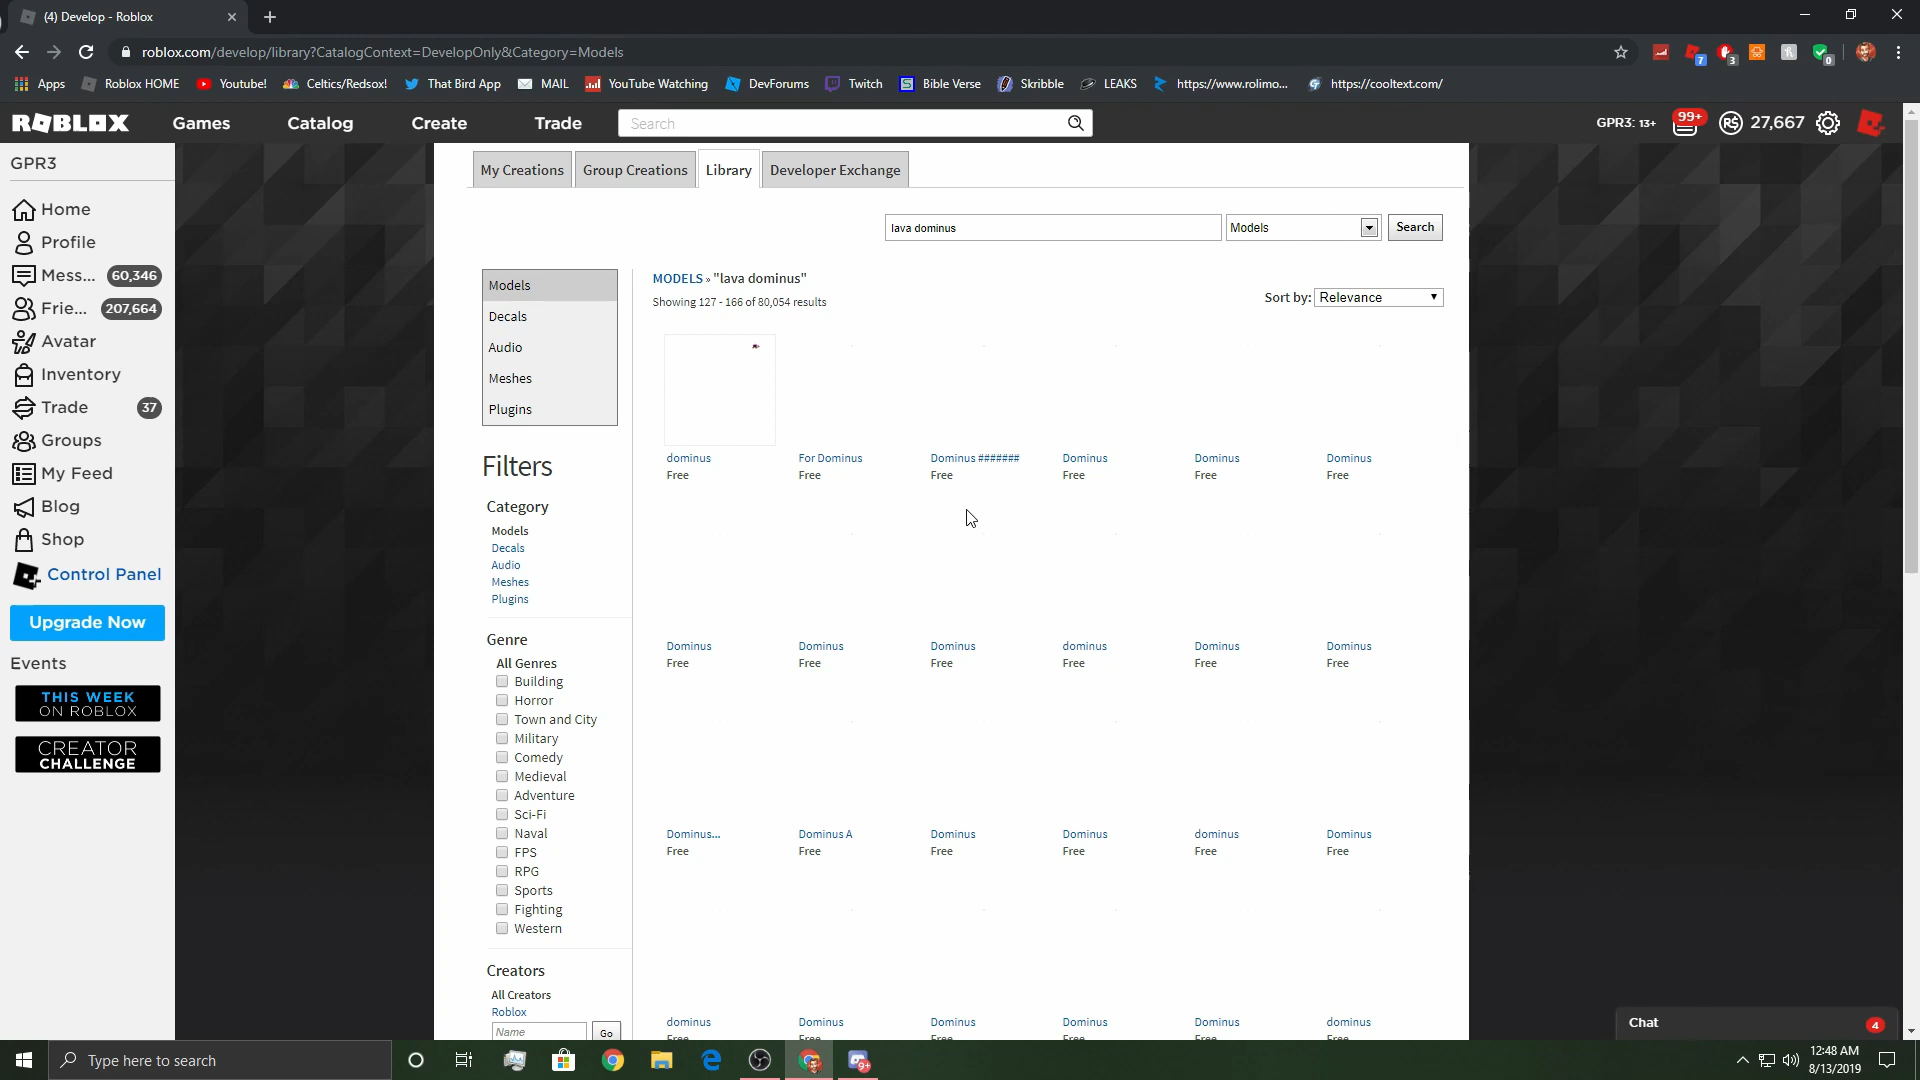 (4) Develop - Roblox
roblox.com/develop/library?CatalogContext=DevelopOnly&Category=Models
7
3
0
Apps
Roblox HOME
Youtube!
Celtics/Redsox!
That Bird App
MAIL
YouTube Watching
DevForums
Twitch
Bible Verse
Skribble
LEAKS
https://www.rolimo...
https://cooltext.com/
ROBLOX
Games
Catalog
Create
Trade
Search
GPR3: 13+
99+
R$
27,667
GPR3
Home
Profile
Mess... 60,346
Frie... 207,664
Avatar
Inventory
Trade 37
Groups
My Feed
Blog
Shop
Control Panel
Upgrade Now
Events
THIS WEEK
ON ROBLOX
CREATOR
CHALLENGE
My Creations
Group Creations
Library
Developer Exchange
lava dominus
Models
Search
Models
Decals
Audio
Meshes
Plugins
Filters
Category
Models
Decals
Audio
Meshes
Plugins
Genre
All Genres
Building
Horror
Town and City
Military
Comedy
Medieval
Adventure
Sci-Fi
Naval
FPS
RPG
Sports
Fighting
Western
Creators
All Creators
Roblox
Name
Go
MODELS » "lava dominus"
Showing 127 - 166 of 80,054 results
Sort by: Relevance
dominus For Dominus Dominus ####### Dominus Dominus Dominus
Free Free Free Free Free Free
Dominus Dominus Dominus dominus Dominus Dominus
Free Free Free Free Free Free
Dominus... Dominus A Dominus Dominus dominus Dominus
Free Free Free Free Free Free
dominus Dominus Dominus Dominus Dominus dominus
Free Free Free Free Free Free
Chat
4
Type here to search
9+
12:48 AM
8/13/2019